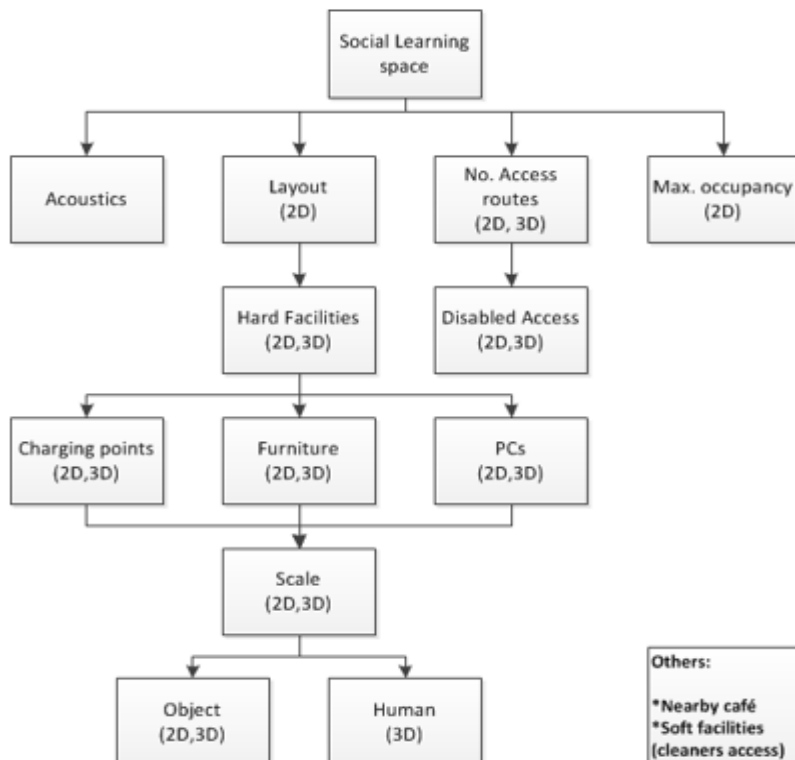 Social Learning
space
Acoustics
Layout
(2D)
No. Access
routes
(2D, 3D)
Max. occupancy
(2D)
Hard Facilities
(2D,3D)
Disabled Access
(2D,3D)
Charging points
(2D,3D)
Furniture
(2D,3D)
PCs
(2D,3D)
Scale
(2D,3D)
Object
(2D,3D)
Human
(3D)
Others:
*Nearby café
*Soft facilities
(cleaners access)